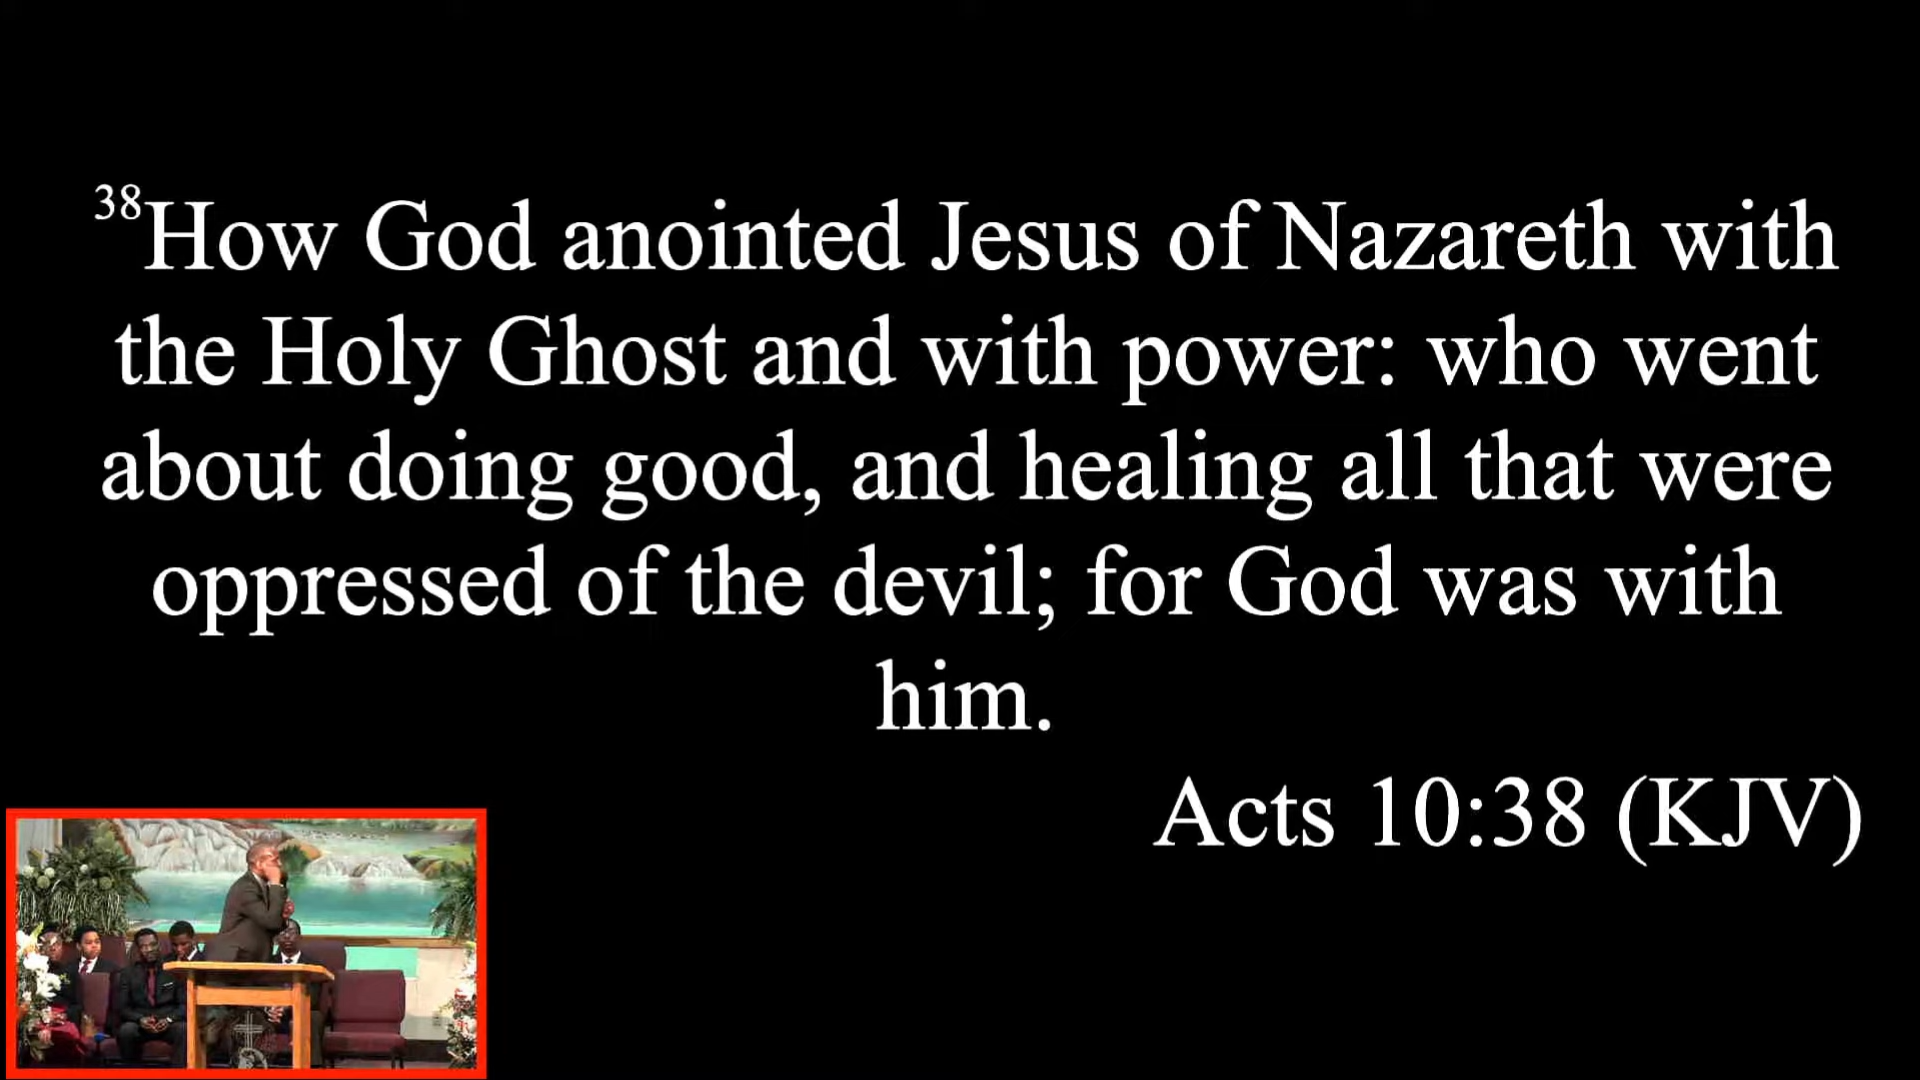 38How God anointed Jesus of Nazareth with
the Holy Ghost and with power: who went
about doing good, and healing all that were
oppressed of the devil; for God was with
him.
Acts 10:38 (KJV)